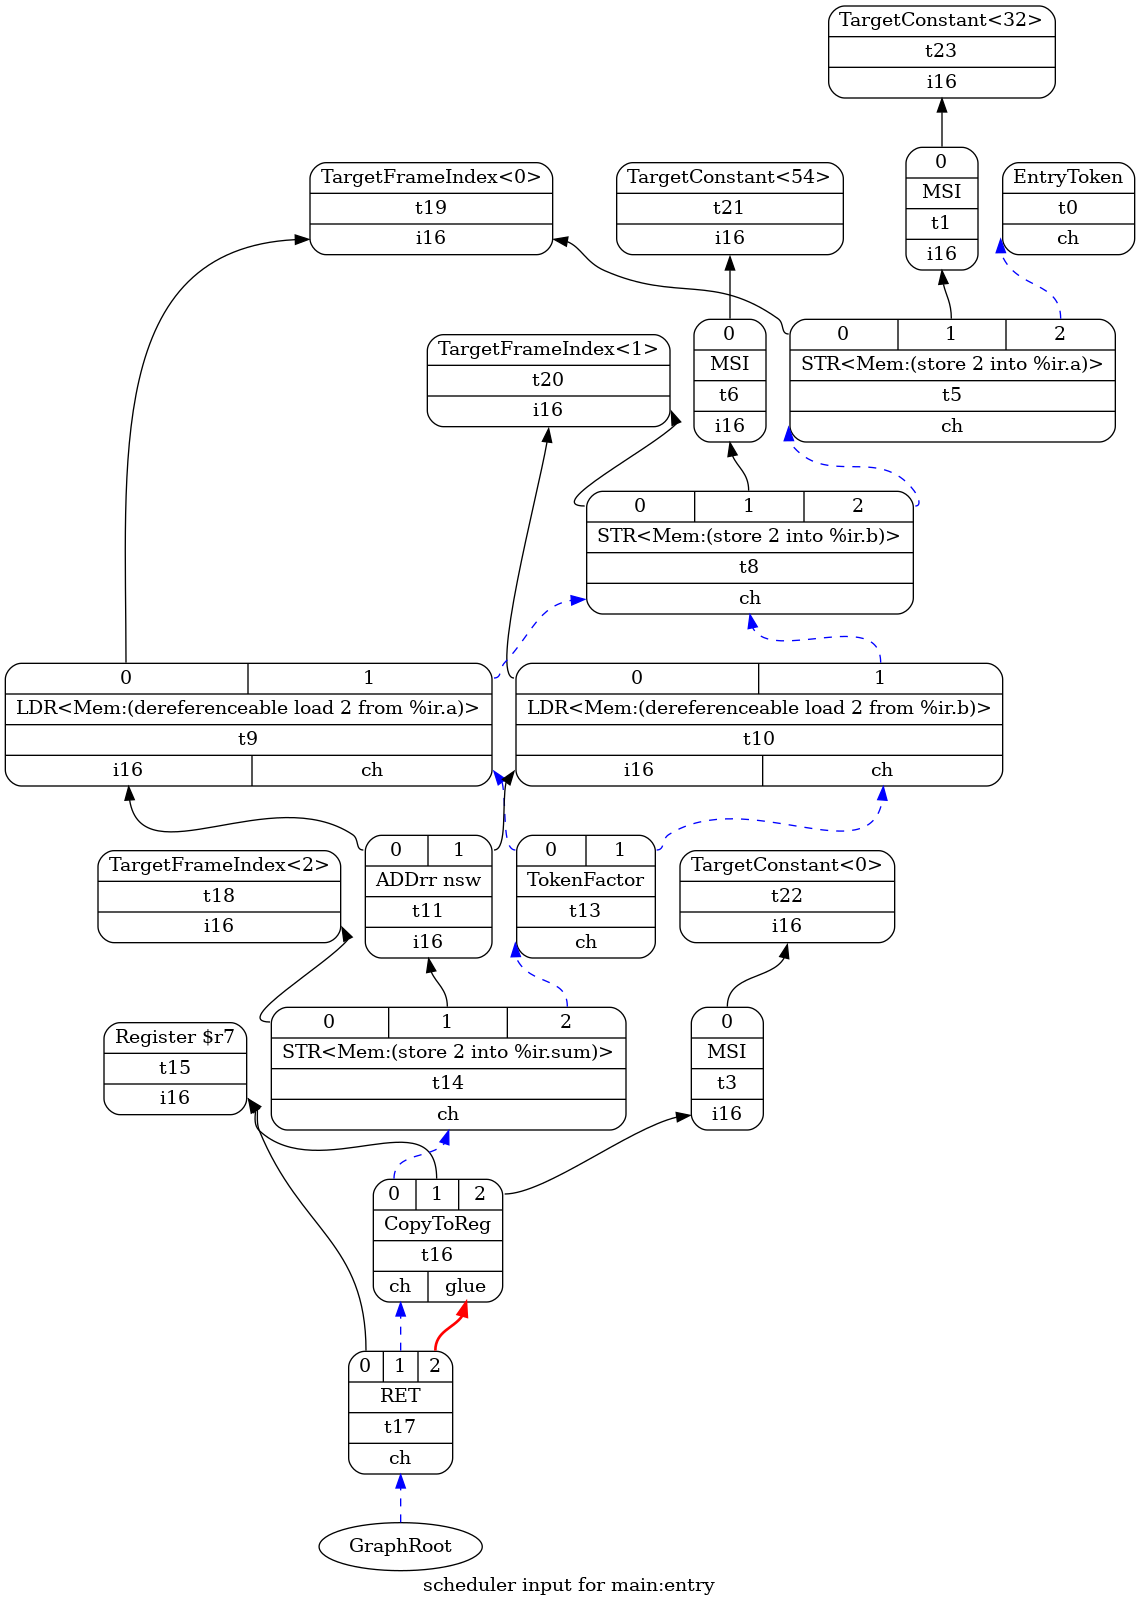 TargetConstant<32>
t23
i16
0
MSI
t1
i16
EntryToken
t0
ch
TargetFrameIndex<0>
t19
i16
TargetConstant<54>
t21
i16
0 1 2
STR<Mem:(store 2 into %ir.a)>
t5
ch
0
MSI
t6
i16
TargetFrameIndex<1>
t20
i16
0 1 2
STR<Mem:(store 2 into %ir.b)>
t8
ch
0 1
LDR<Mem:(dereferenceable load 2 from %ir.a)>
t9
i16 ch
0 1
LDR<Mem:(dereferenceable load 2 from %ir.b)>
t10
i16 ch
TargetFrameIndex<2>
t18
i16
0 1
ADDrr nsw
t11
i16
0 1
TokenFactor
t13
ch
TargetConstant<0>
t22
i16
Register $r7
t15
i16
0 1 2
STR<Mem:(store 2 into %ir.sum)>
t14
ch
0
MSI
t3
i16
0 1 2
CopyToReg
t16
ch glue
0 1 2
RET
t17
ch
GraphRoot
scheduler input for main:entry